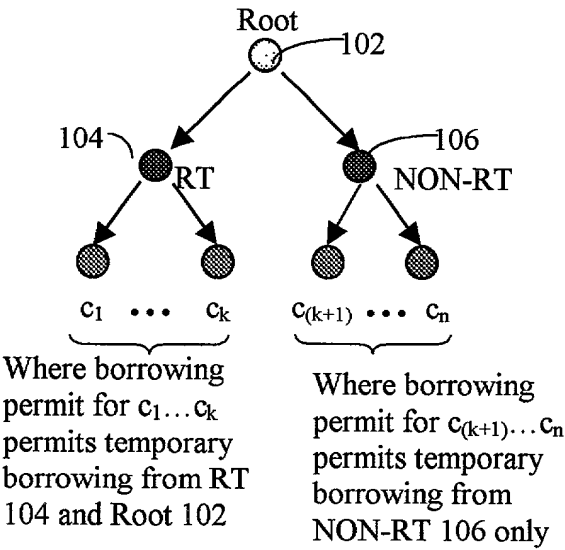 Root
102
104
106
RT
NON-RT
c1 ••• ck
c(k+1) ••• cn
Where borrowing
permit for c1…ck
permits temporary
borrowing from RT
104 and Root 102
Where borrowing
permit for c(k+1)…cn
permits temporary
borrowing from
NON-RT 106 only